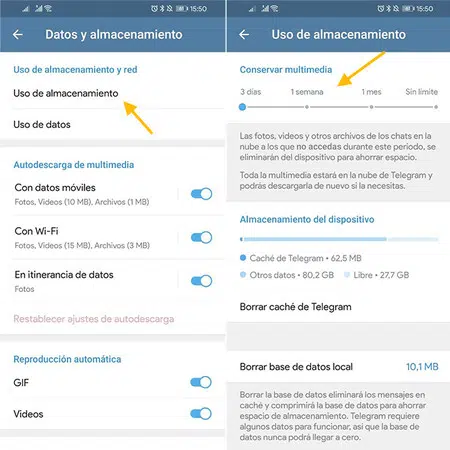 15:50
Datos y almacenamiento
Uso de almacenamiento y red
Uso de almacenamiento
Uso de datos
Autodescarga de multimedia
Con datos móviles
Fotos, Videos (10 MB), Archivos (1 MB)
Con Wi-Fi
Fotos, Videos (15 MB), Archivos (3 MB)
En itinerancia de datos
Fotos
Restablecer ajustes de autodescarga
Reproducción automática
GIF
Videos
15:50
Uso de almacenamiento
Conservar multimedia
3 días 1 semana 1 mes Sin límite
Las fotos, videos y otros archivos de los chats en la
nube a los que no accedas durante este período, se
eliminarán del dispositivo para ahorrar espacio.
Toda la multimedia estará en la nube de Telegram y
podrás descargarla de nuevo si la necesitas.
Almacenamiento del dispositivo
Caché de Telegram • 62,5 MB
Otros datos • 80,2 GB Libre • 27,7 GB
Borrar caché de Telegram
Borrar base de datos local 10,1 MB
Borrar la base de datos eliminará los mensajes en
caché y comprimirá la base de datos para ahorrar
espacio de almacenamiento. Telegram requiere
algunos datos para funcionar, así que la base de
datos nunca podrá llegar a cero.